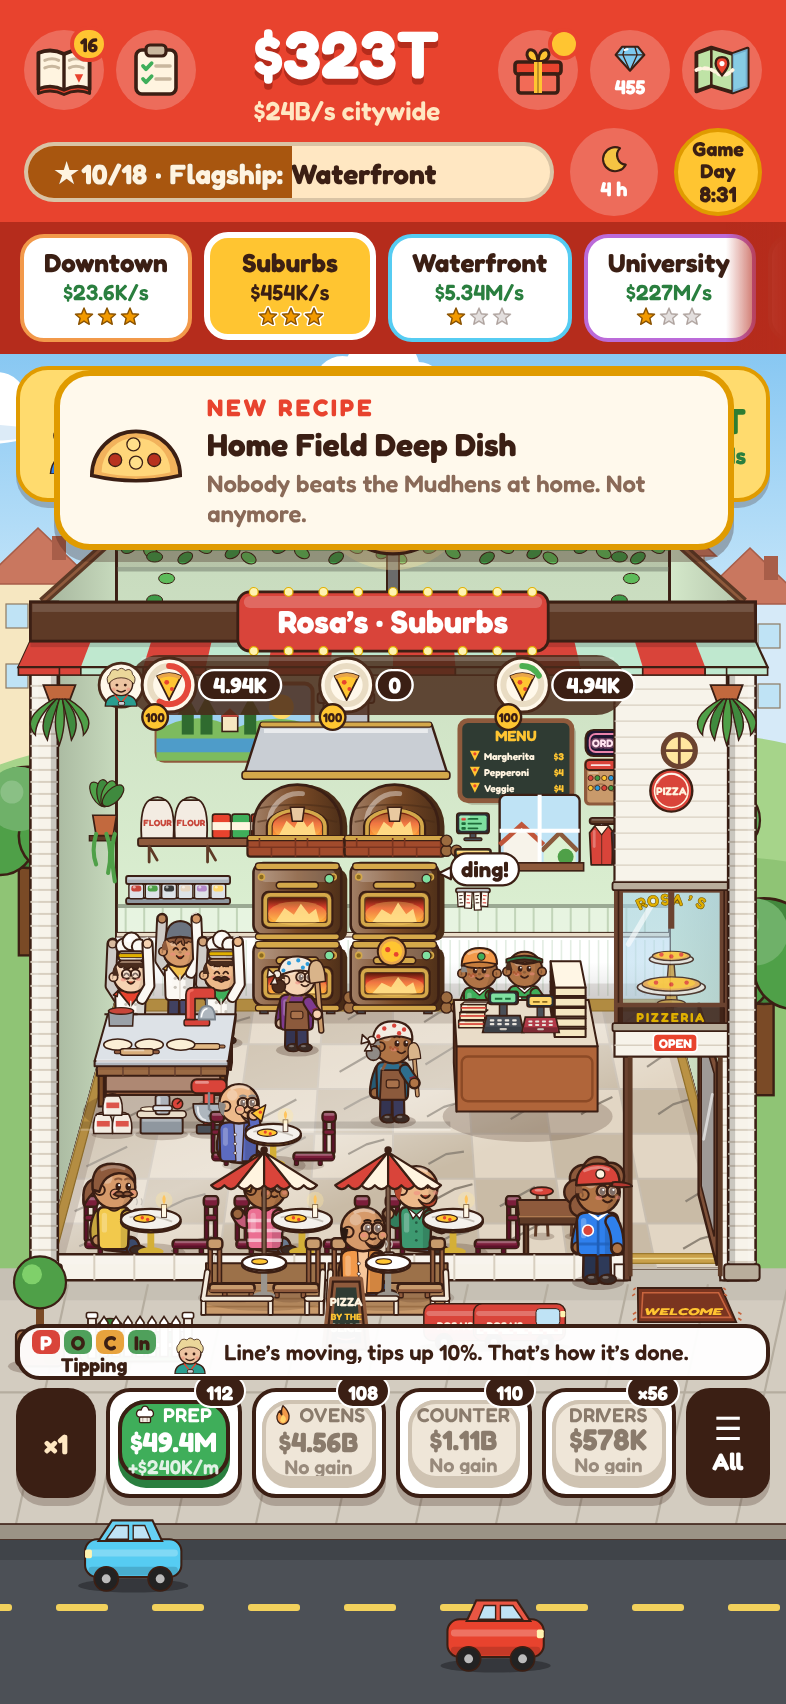 16
$323T
$24B/s citywide
455
★10/18 · Flagship: Waterfront
4 h
Game
Day
8:31
Downtown
$23.6K/s
Suburbs
$454K/s
Waterfront
$5.34M/s
University
$227M/s
NEW RECIPE
Home Field Deep Dish
Nobody beats the Mudhens at home. Not
anymore.
Rosa's · Suburbs
4.94K
0
4.94K
100
100
100
MENU
Margherita $3
Pepperoni $4
Veggie $4
ORD
PIZZA
FLOUR
FLOUR
ding!
ROSA'S
PIZZERIA
OPEN
PIZZA
BY THE
WELCOME
P O C In
Tipping
Line's moving, tips up 10%. That's how it's done.
x1
112
PREP
$49.4M
+$240K/m
108
OVENS
$4.56B
No gain
110
COUNTER
$1.11B
No gain
x56
DRIVERS
$578K
No gain
☰
All